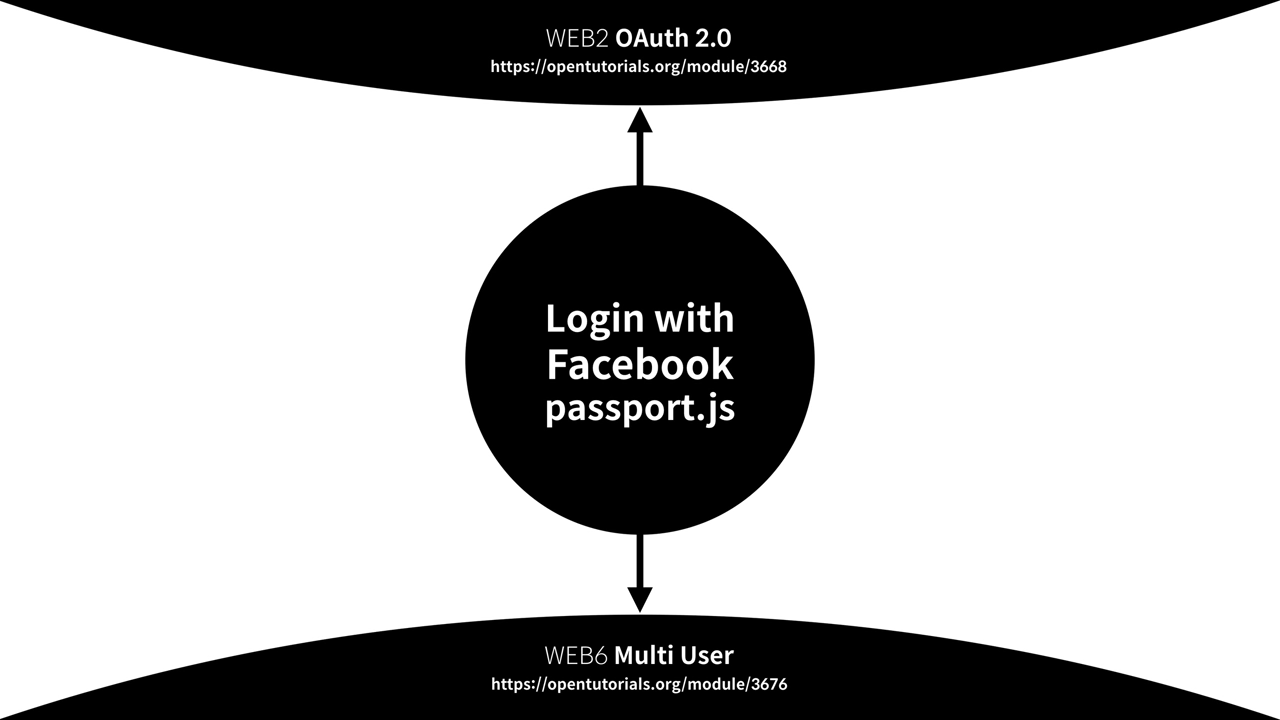 WEB2 OAuth 2.0
https://opentutorials.org/module/3668
Login with
Facebook
passport.js
WEB6 Multi User
https://opentutorials.org/module/3676